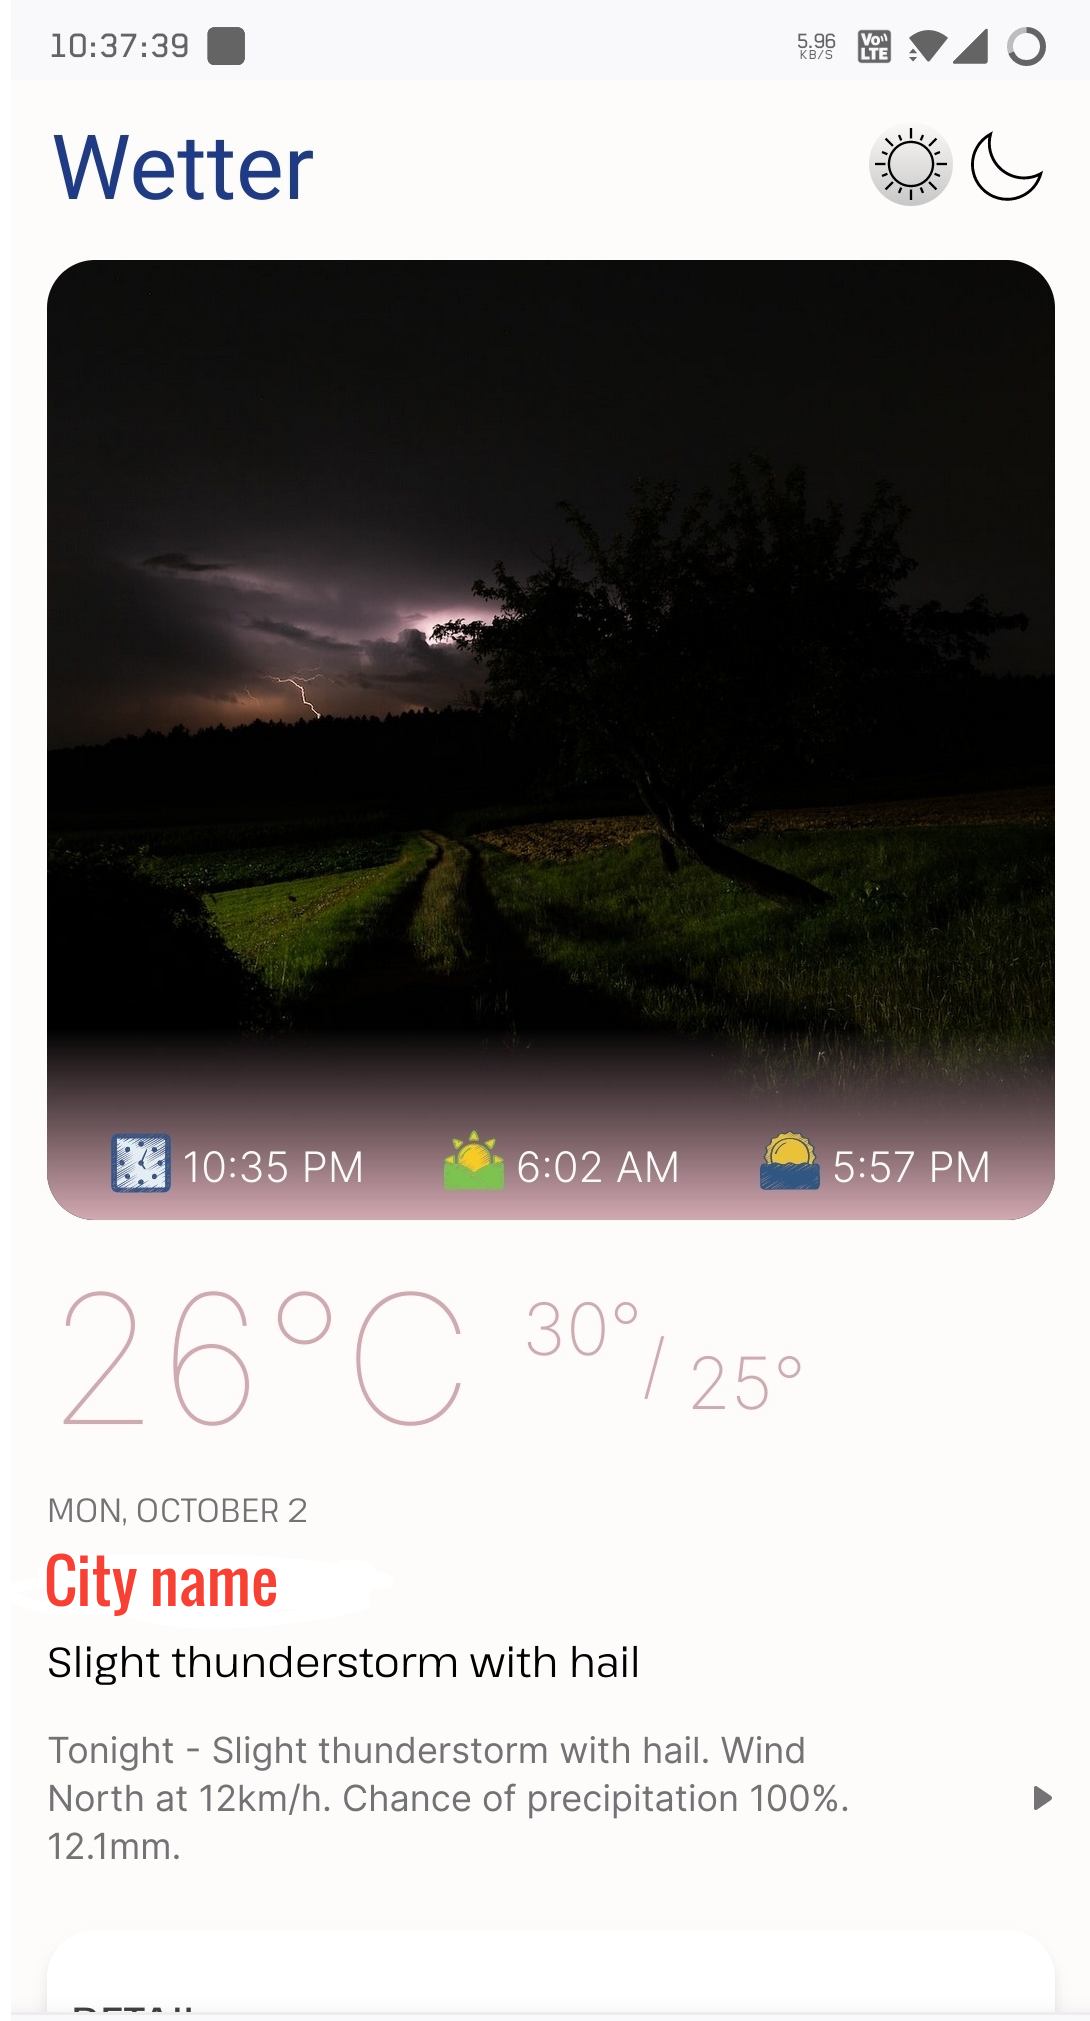 10:37:39
5.96
KB/S
Vo))
LTE
Wetter
10:35 PM 6:02 AM 5:57 PM
26°C 30°/25°
MON, OCTOBER 2
City name
Slight thunderstorm with hail
Tonight - Slight thunderstorm with hail. Wind
North at 12km/h. Chance of precipitation 100%.
12.1mm.